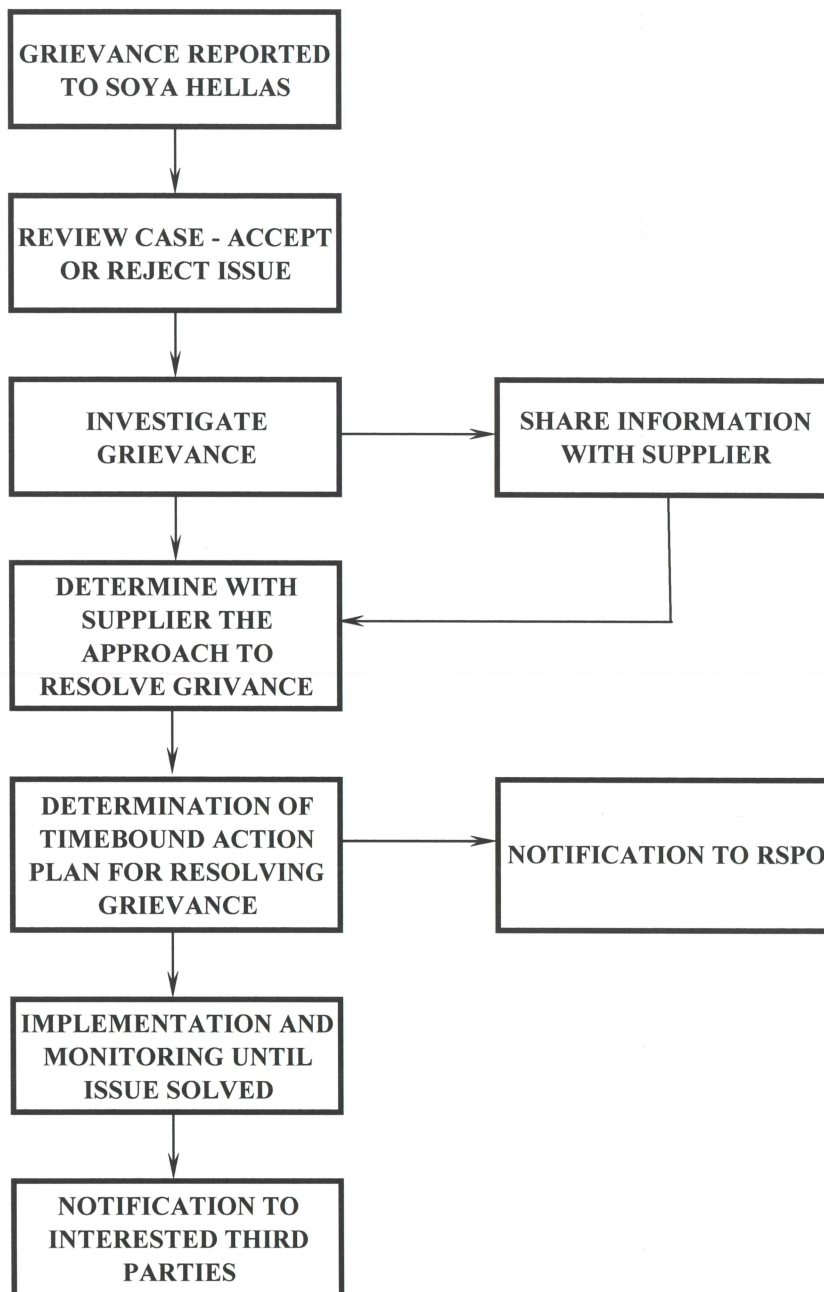 GRIEVANCE REPORTED
TO SOYA HELLAS
REVIEW CASE - ACCEPT
OR REJECT ISSUE
INVESTIGATE
GRIEVANCE
SHARE INFORMATION
WITH SUPPLIER
DETERMINE WITH
SUPPLIER THE
APPROACH TO
RESOLVE GRIVANCE
DETERMINATION OF
TIMEBOUND ACTION
PLAN FOR RESOLVING
GRIEVANCE
NOTIFICATION TO RSPO
IMPLEMENTATION AND
MONITORING UNTIL
ISSUE SOLVED
NOTIFICATION TO
INTERESTED THIRD
PARTIES